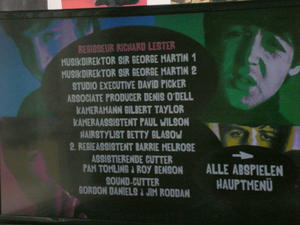 REGISSEUR RICHARD LESTER
MUSIKDIREKTOR SIR GEORGE MARTIN 1
MUSIKDIREKTOR SIR GEORGE MARTIN 2
STUDIO EXECUTIVE DAVID PICKER
ASSOCIATE PRODUCER DENIS O'DELL
KAMERAMANN GILBERT TAYLOR
KAMERAASSISTENT PAUL WILSON
HAIRSTYLIST BETTY GLASOW
2. REGIEASSISTENT BARRIE MELROSE
ASSISTIERENDE CUTTER
PAM TOMLINS & ROY BENSON
SOUND-CUTTER
GORDON DANIELS & JIM RODDAN
ALLE ABSPIELEN
HAUPTMENÜ